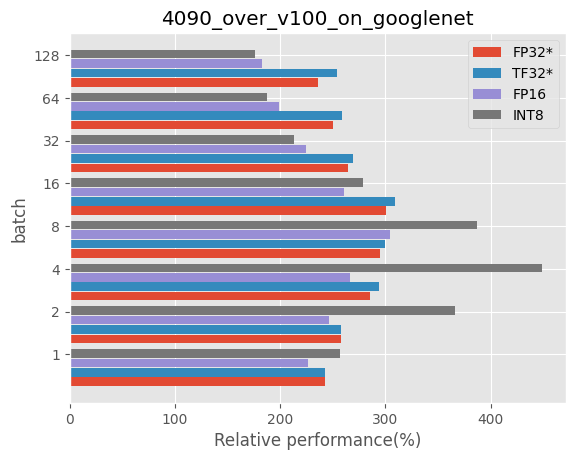 4090_over_v100_on_googlenet
FP32*
TF32*
FP16
INT8
batch
128
64
32
16
8
4
2
1
0 100 200 300 400
Relative performance(%)